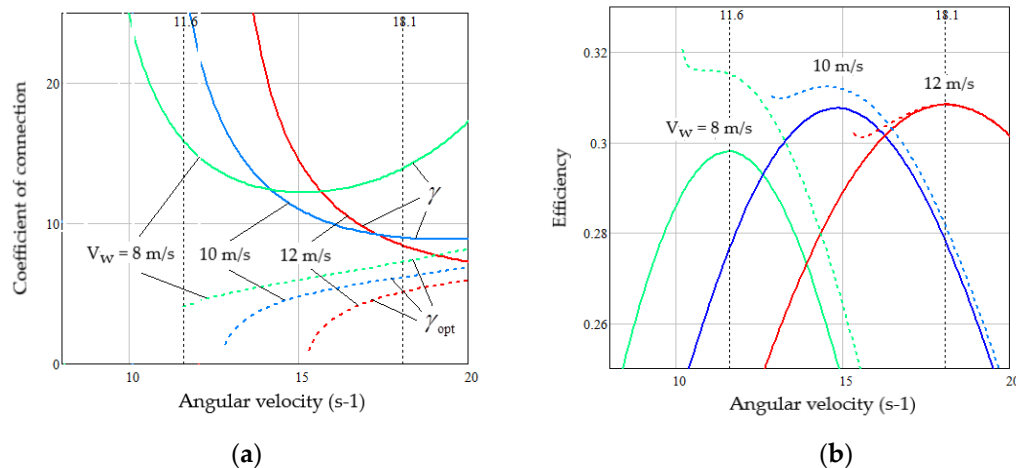 11.6
18.1
20
10
0
Coefficient of connection
γ
V_W = 8 m/s
10 m/s
12 m/s
γ_opt
10
15
20
Angular velocity (s-1)
(a)
11.6
18.1
0.32
0.3
0.28
0.26
Efficiency
10 m/s
12 m/s
V_W = 8 m/s
10
15
20
Angular velocity (s-1)
(b)